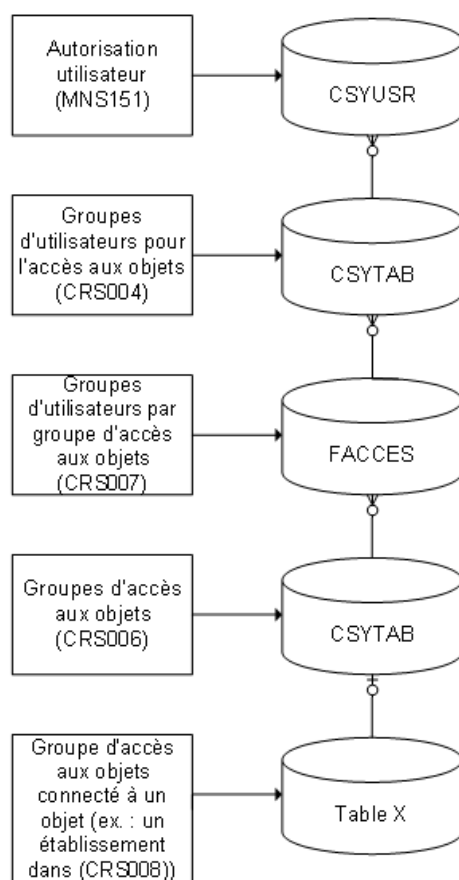 Autorisation
utilisateur
(MNS151)
CSYUSR
Groupes
d'utilisateurs pour
l'accès aux objets
(CRS004)
CSYTAB
Groupes
d'utilisateurs par
groupe d'accès
aux objets
(CRS007)
FACCES
Groupes d'accès
aux objets
(CRS006)
CSYTAB
Groupe d'accès
aux objets
connecté à un
objet (ex. : un
établissement
dans (CRS008))
Table X